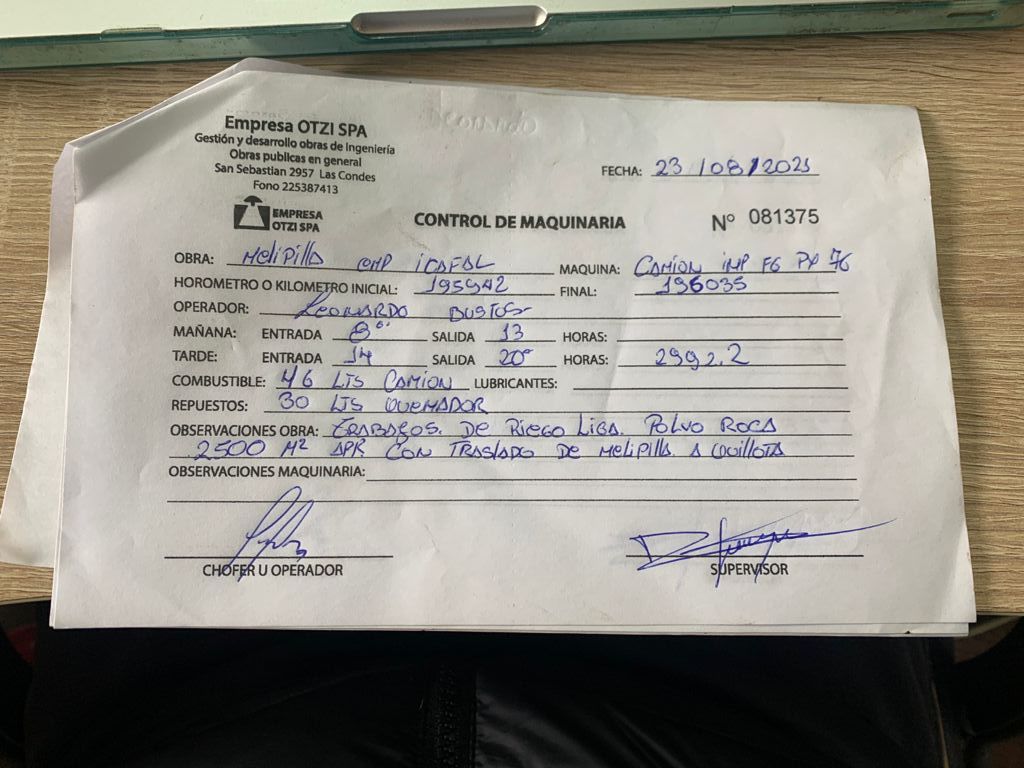 Empresa OTZI SPA
Gestión y desarrollo obras de Ingeniería
Obras publicas en general
San Sebastian 2957 Las Condes
Fono 225387413
EMPRESA
OTZI SPA
FECHA: 23/08/2021
CONTROL DE MAQUINARIA
Nº 081375
OBRA: Melipilla CMP ICAFAL MAQUINA: CAMION IMP FG PX 76
HOROMETRO O KILOMETRO INICIAL: 195942 FINAL: 196035
OPERADOR: LEONARDO BUSTOS
MAÑANA: ENTRADA 8 SALIDA 13 HORAS:
TARDE: ENTRADA 14 SALIDA 20 HORAS: 2992.2
COMBUSTIBLE: 46 LTS CAMION LUBRICANTES:
REPUESTOS: 30 LTS QUEMADOR
OBSERVACIONES OBRA: TRABAJOS. DE RIEGO LIGA. POLVO ROCA
2500 M² APR CON TRASLADO DE MELIPILLA A QUILLOTA
OBSERVACIONES MAQUINARIA:
CHOFER U OPERADOR
SUPERVISOR